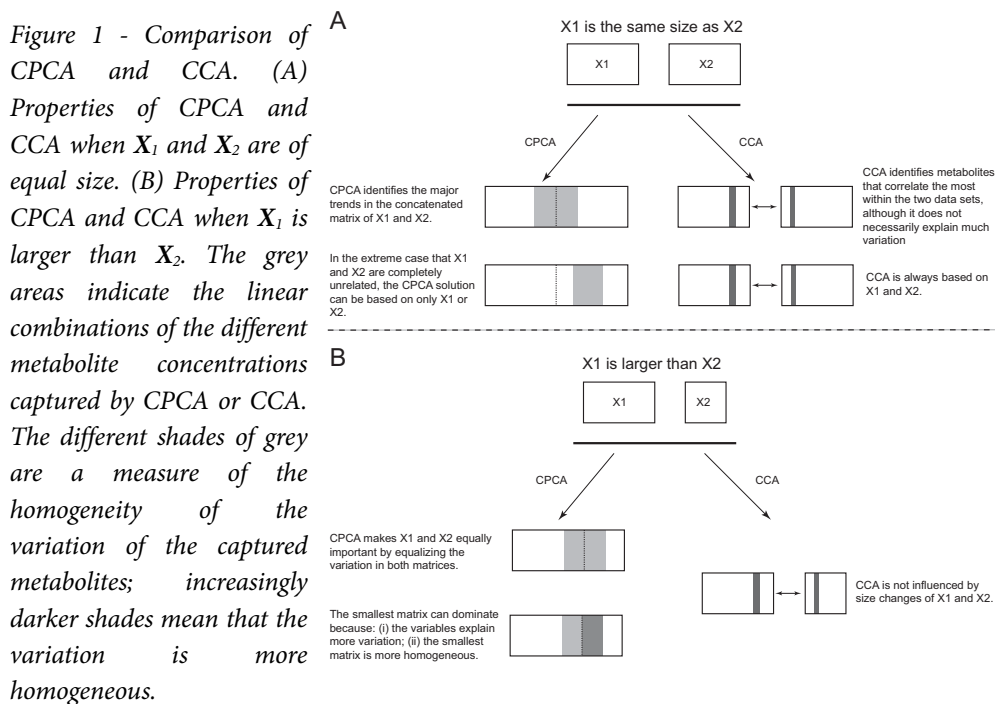 Figure 1 - Comparison of
CPCA and CCA. (A)
Properties of CPCA and
CCA when X1 and X2 are of
equal size. (B) Properties of
CPCA and CCA when X1 is
larger than X2. The grey
areas indicate the linear
combinations of the different
metabolite concentrations
captured by CPCA or CCA.
The different shades of grey
are a measure of the
homogeneity of the
variation of the captured
metabolites; increasingly
darker shades mean that the
variation is more
homogeneous.
A
X1 is the same size as X2
X1
X2
CPCA
CCA
CPCA identifies the major
trends in the concatenated
matrix of X1 and X2.
CCA identifies metabolites
that correlate the most
within the two data sets,
although it does not
necessarily explain much
variation
In the extreme case that X1
and X2 are completely
unrelated, the CPCA solution
can be based on only X1 or
X2.
CCA is always based on
X1 and X2.
B
X1 is larger than X2
X1
X2
CPCA
CCA
CPCA makes X1 and X2 equally
important by equalizing the
variation in both matrices.
CCA is not influenced by
size changes of X1 and X2.
The smallest matrix can dominate
because: (i) the variables explain
more variation; (ii) the smallest
matrix is more homogeneous.